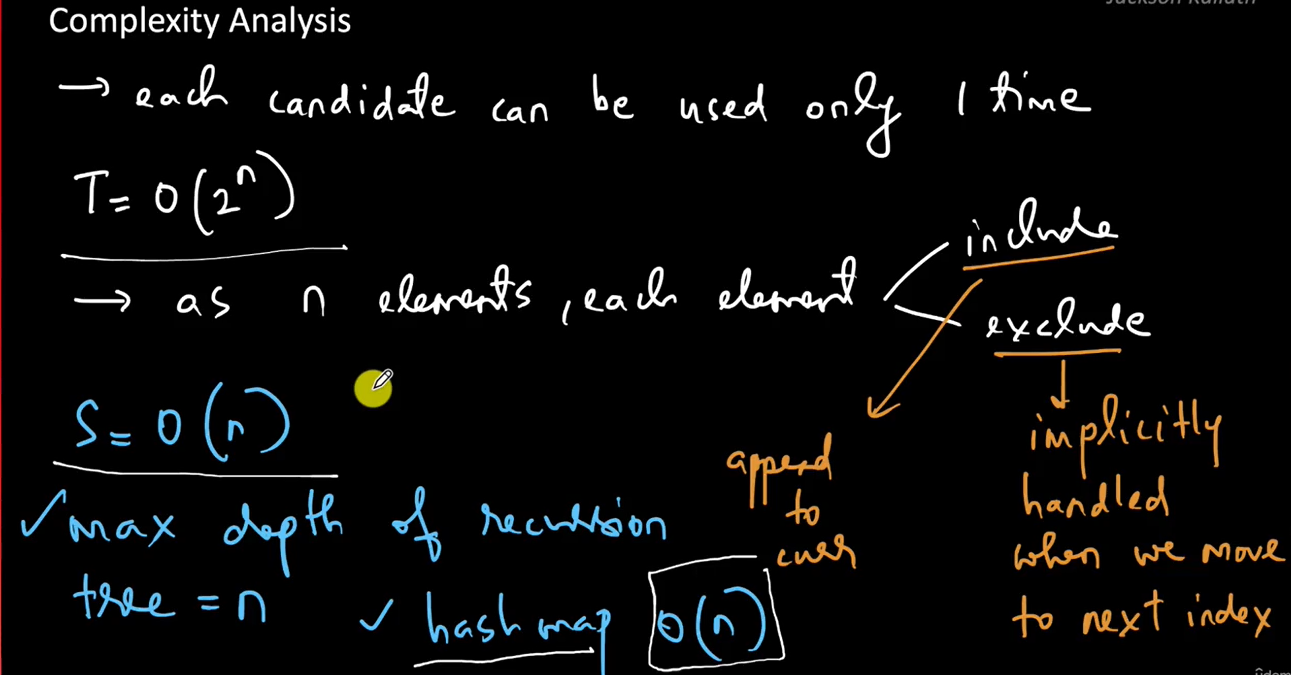 Complexity Analysis
→ each candidate can be used only 1 time
T = O(2ⁿ)
→ as n elements, each element
include
exclude
S = O(n)
✓ max depth of recursion
tree = n
✓ hash map O(n)
append
to
curr
implicitly
handled
when we move
to next index